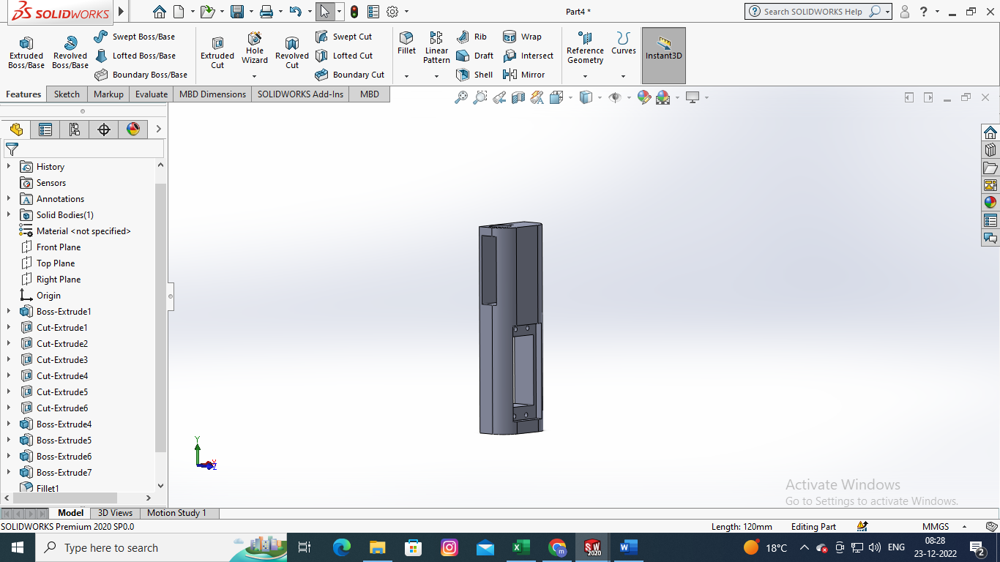 SOLIDWORKS
Part4 *
Search SOLIDWORKS Help
Extruded Boss/Base
Revolved Boss/Base
Swept Boss/Base
Lofted Boss/Base
Boundary Boss/Base
Extruded Cut
Hole Wizard
Revolved Cut
Swept Cut
Lofted Cut
Boundary Cut
Fillet
Linear Pattern
Rib
Draft
Shell
Wrap
Intersect
Mirror
Reference Geometry
Curves
Instant3D
Features Sketch Markup Evaluate MBD Dimensions SOLIDWORKS Add-Ins MBD
History
Sensors
Annotations
Solid Bodies(1)
Material <not specified>
Front Plane
Top Plane
Right Plane
Origin
Boss-Extrude1
Cut-Extrude1
Cut-Extrude2
Cut-Extrude3
Cut-Extrude4
Cut-Extrude5
Cut-Extrude6
Boss-Extrude4
Boss-Extrude5
Boss-Extrude6
Boss-Extrude7
Fillet1
Y
Z
Activate Windows
Go to Settings to activate Windows.
Model 3D Views Motion Study 1
SOLIDWORKS Premium 2020 SP0.0
Length: 120mm Editing Part MMGS
Type here to search
18°C
ENG
08:28
23-12-2022
2